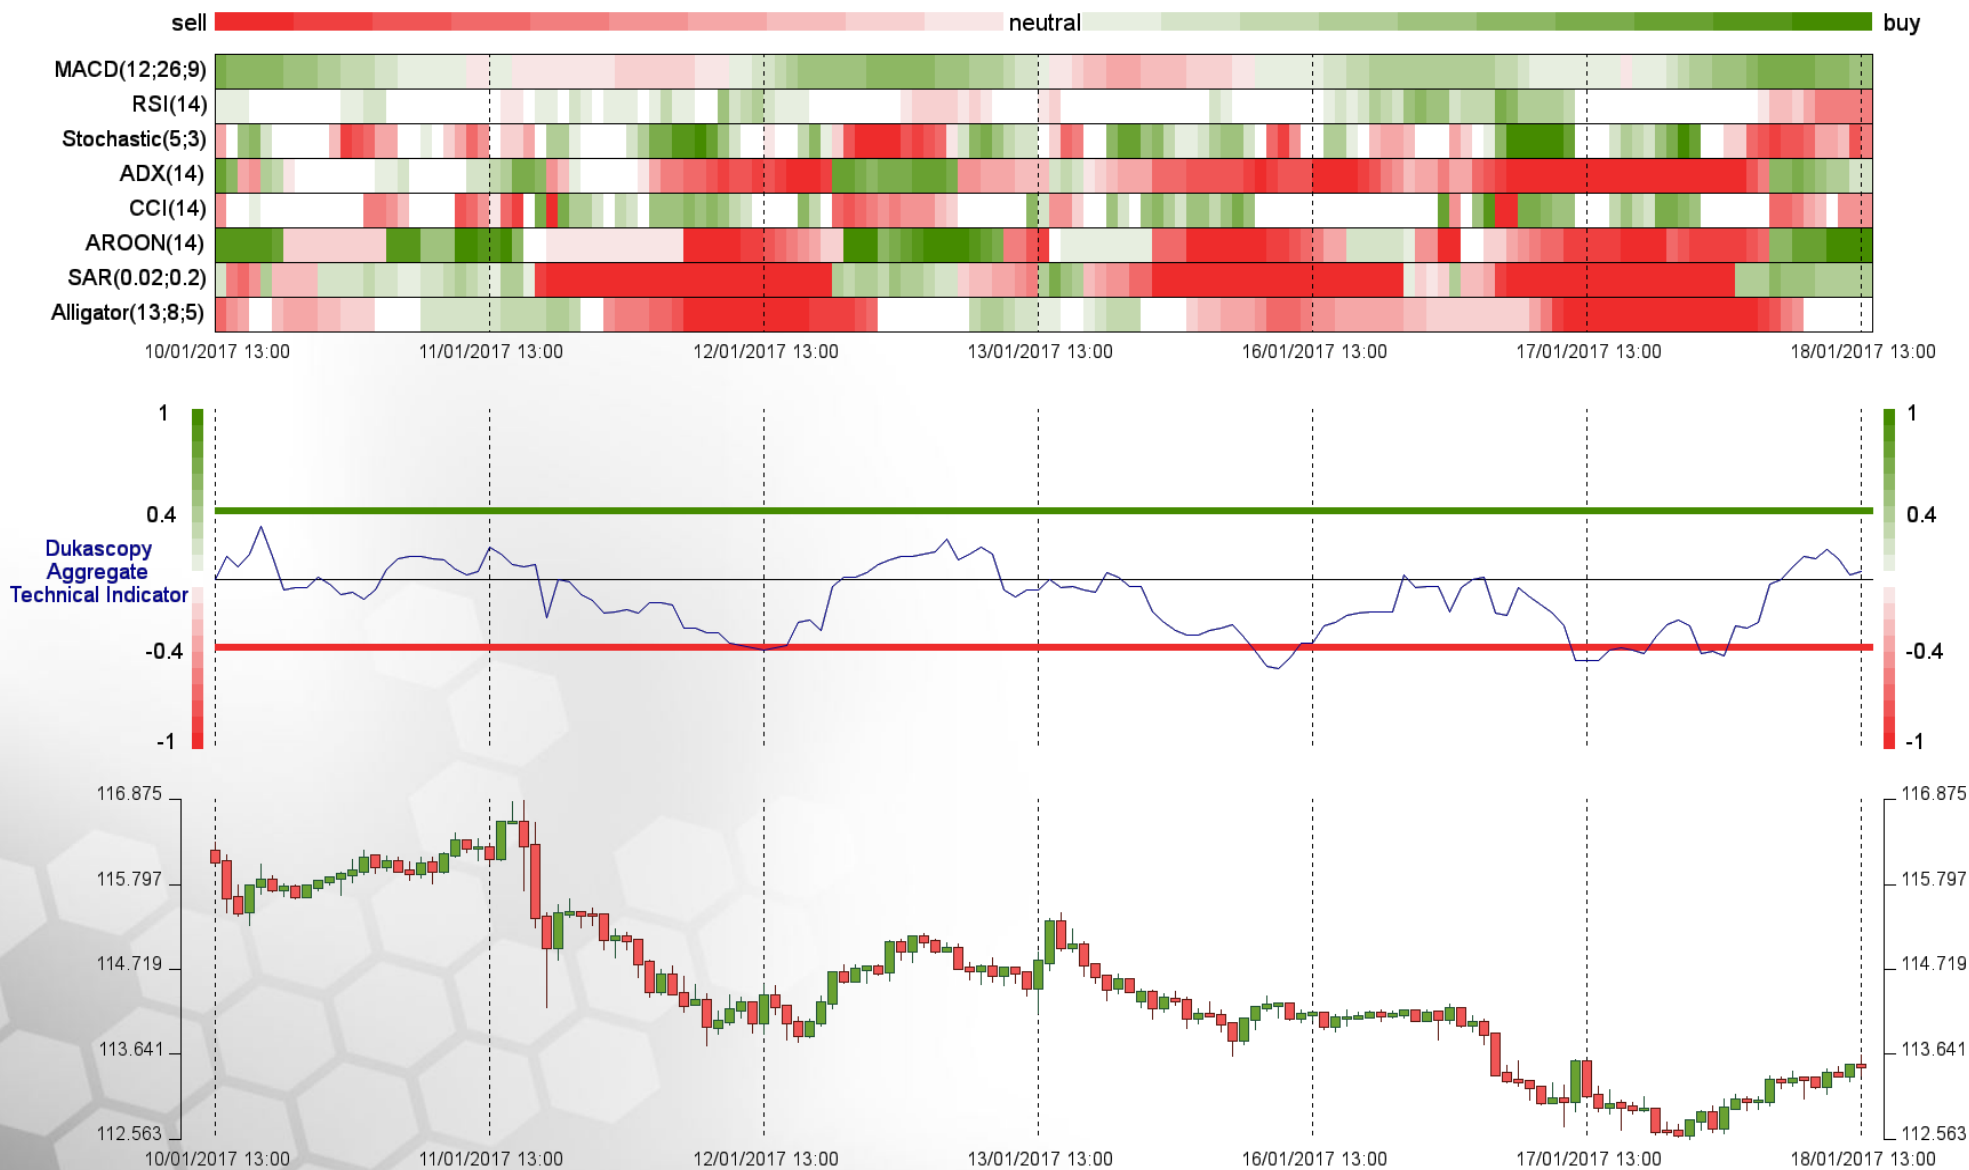 sell neutral buy
MACD(12;26;9)
RSI(14)
Stochastic(5;3)
ADX(14)
CCI(14)
AROON(14)
SAR(0.02;0.2)
Alligator(13;8;5)
10/01/2017 13:00 11/01/2017 13:00 12/01/2017 13:00 13/01/2017 13:00 16/01/2017 13:00 17/01/2017 13:00 18/01/2017 13:00
1 1
0.4 0.4
Dukascopy
Aggregate
Technical Indicator
-0.4 -0.4
-1 -1
116.875 116.875
115.797 115.797
114.719 114.719
113.641 113.641
112.563 112.563
10/01/2017 13:00 11/01/2017 13:00 12/01/2017 13:00 13/01/2017 13:00 16/01/2017 13:00 17/01/2017 13:00 18/01/2017 13:00